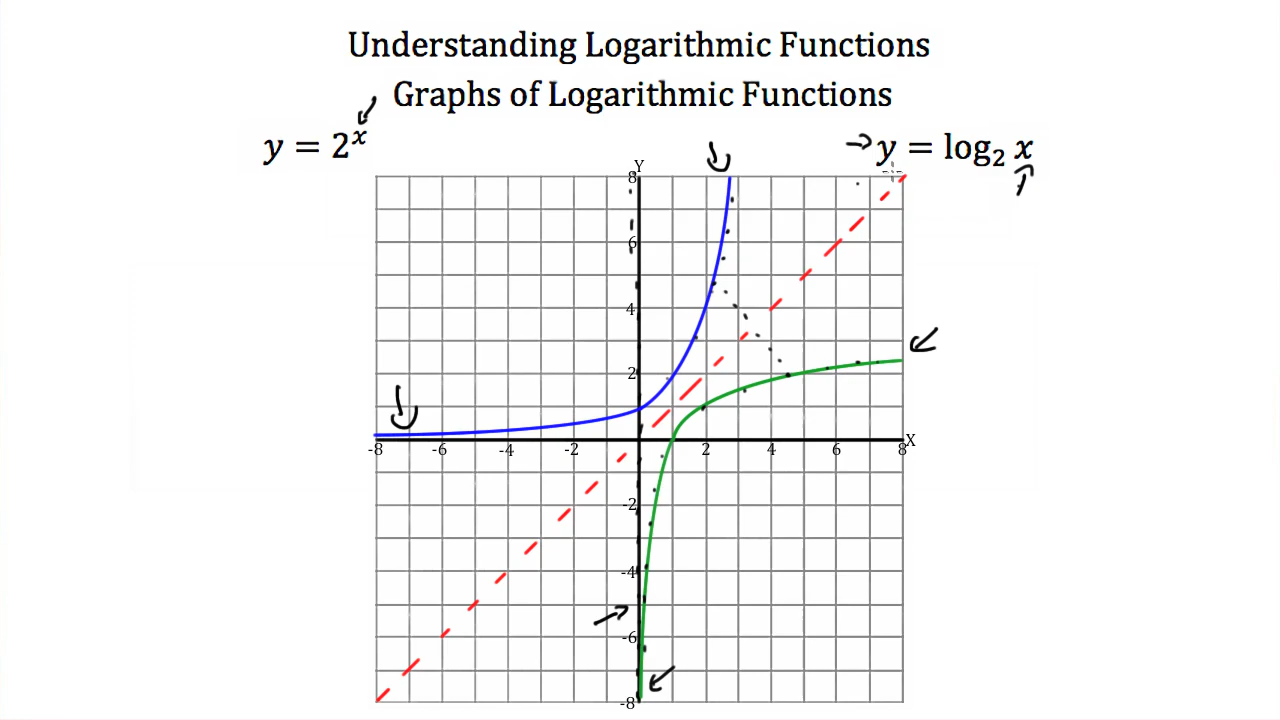 Understanding Logarithmic Functions
Graphs of Logarithmic Functions
y = 2ˣ
y = log₂ x
Y
8
6
4
2
-8 -6 -4 -2 2 4 6 8 X
-2
-4
-6
-8